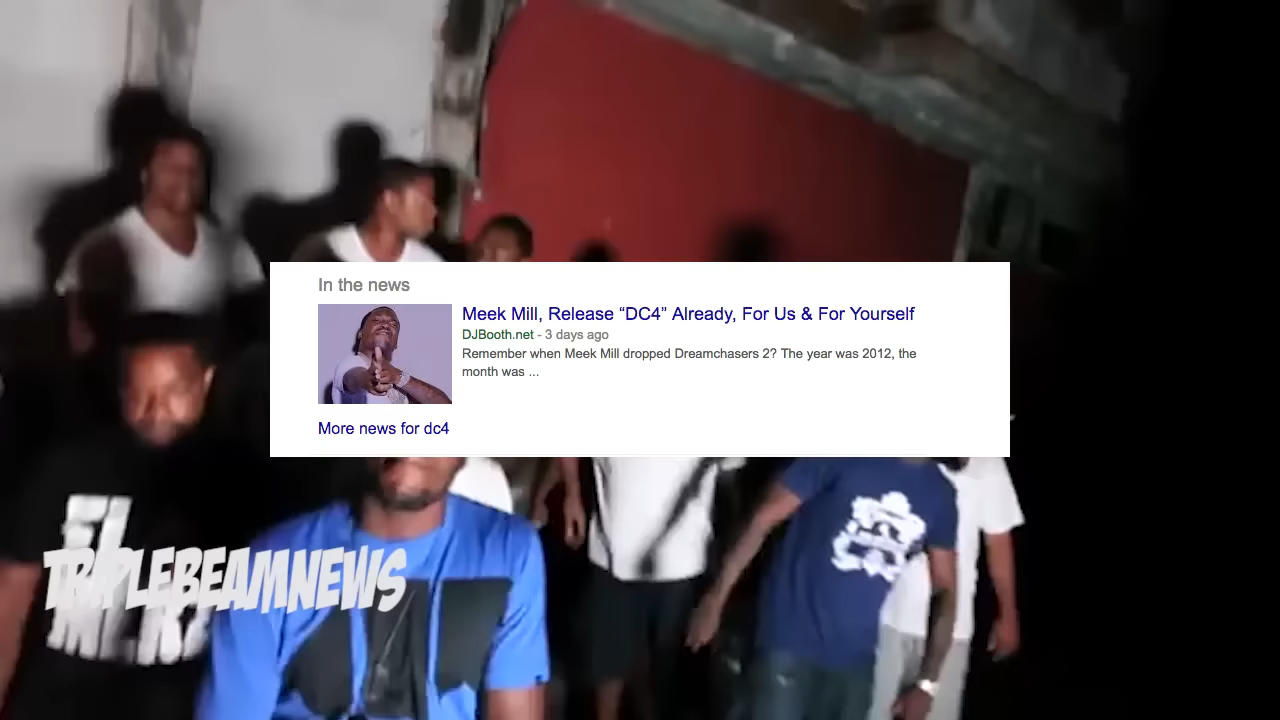 In the news
Meek Mill, Release “DC4” Already, For Us & For Yourself
DJBooth.net - 3 days ago
Remember when Meek Mill dropped Dreamchasers 2? The year was 2012, the
month was ...
More news for dc4
TRIPLEBEAMNEWS